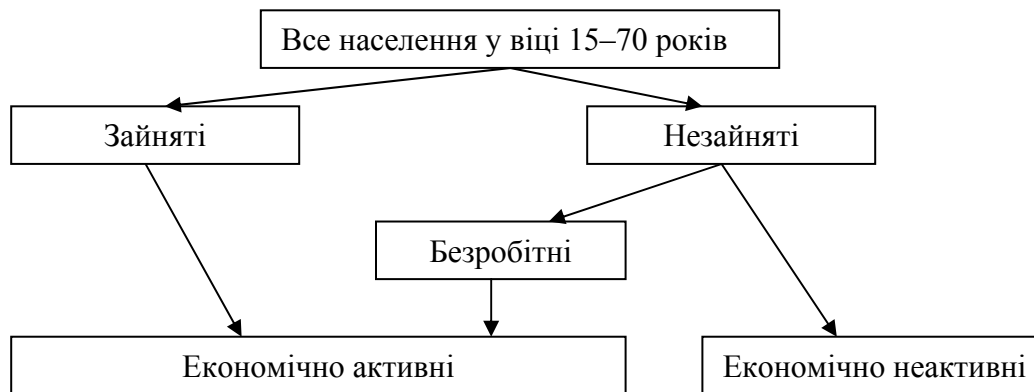 Все населення у віці 15–70 років
Зайняті
Незайняті
Безробітні
Економічно активні
Економічно неактивні